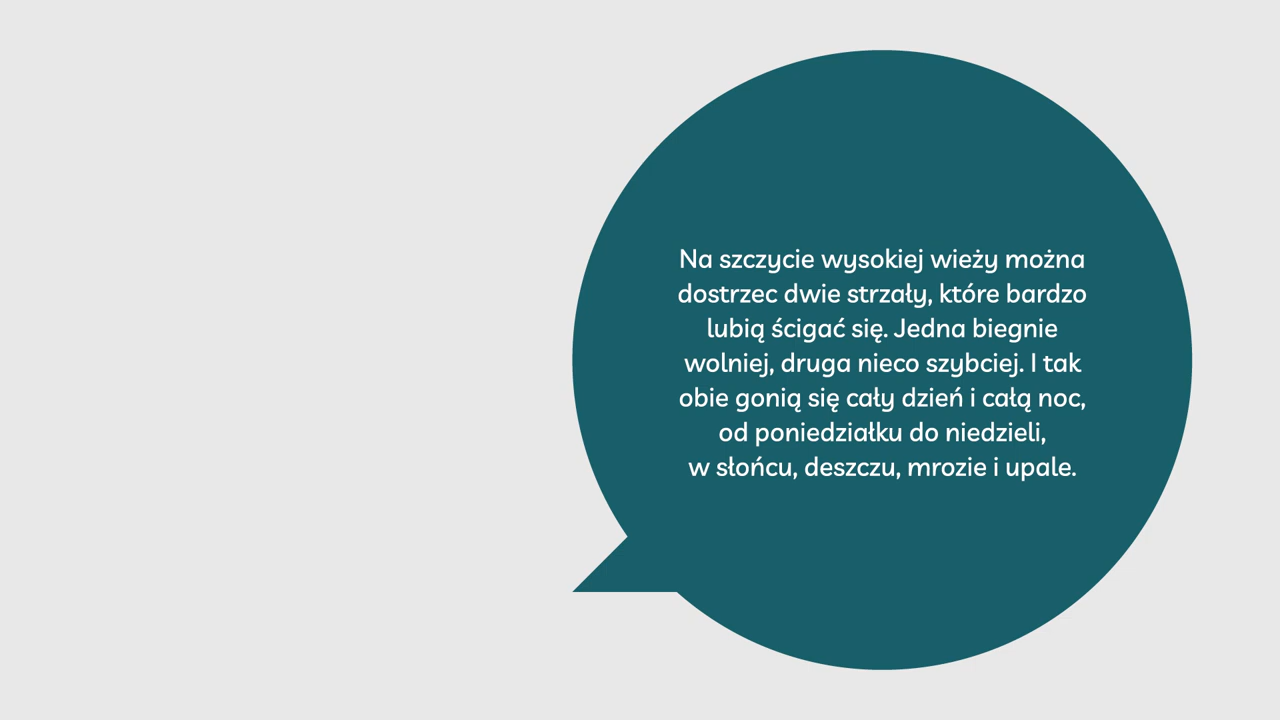 Na szczycie wysokiej wieży można
dostrzec dwie strzały, które bardzo
lubią ścigać się. Jedna biegnie
wolniej, druga nieco szybciej. I tak
obie gonią się cały dzień i całą noc,
od poniedziałku do niedzieli,
w słońcu, deszczu, mrozie i upale.